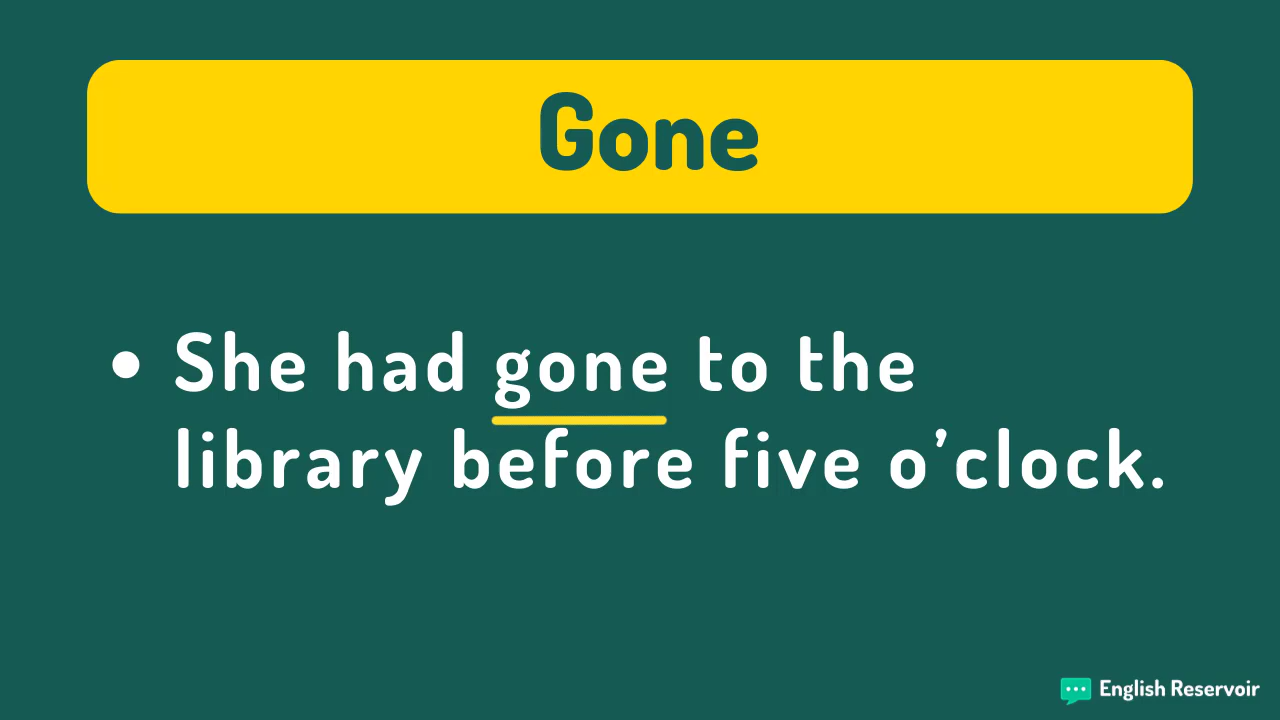 Gone
• She had gone to the
library before five o’clock.
English Reservoir